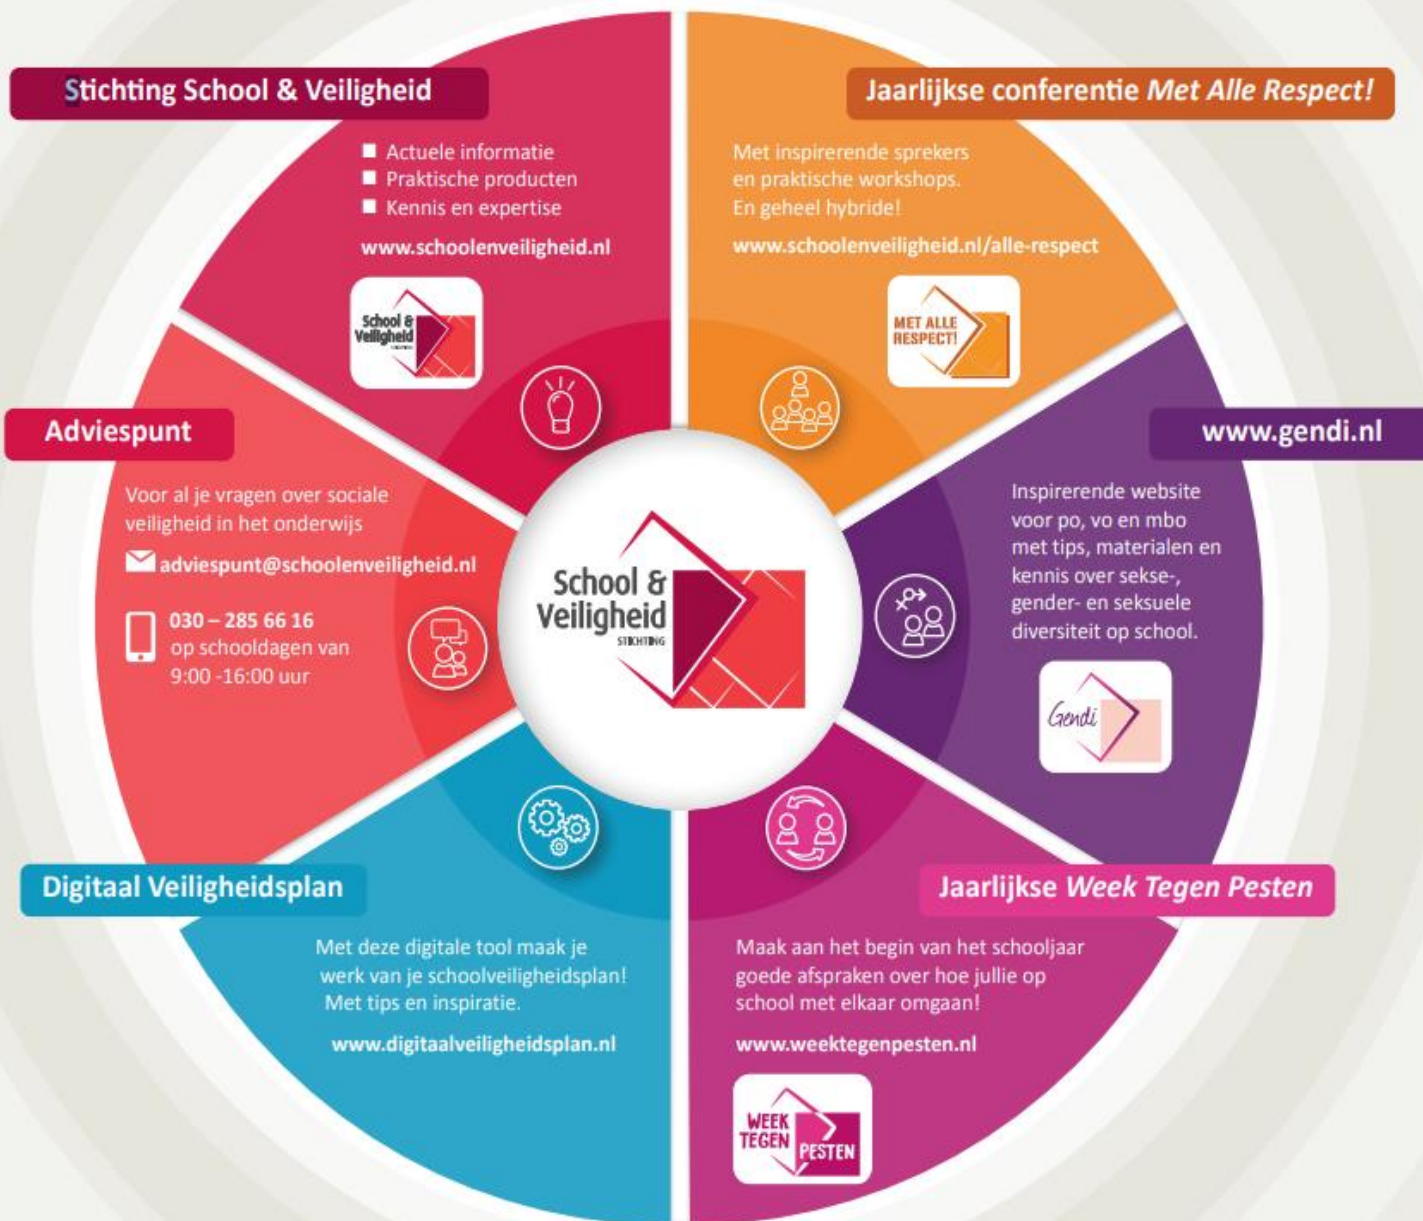 Stichting School & Veiligheid
Actuele informatie
Praktische producten
Kennis en expertise
www.schoolenveiligheid.nl
School &
Veiligheid
STICHTING
Jaarlijkse conferentie Met Alle Respect!
Met inspirerende sprekers
en praktische workshops.
En geheel hybride!
www.schoolenveiligheid.nl/alle-respect
MET ALLE
RESPECT!
Adviespunt
Voor al je vragen over sociale
veiligheid in het onderwijs
adviespunt@schoolenveiligheid.nl
030 – 285 66 16
op schooldagen van
9:00 -16:00 uur
School &
Veiligheid
STICHTING
www.gendi.nl
Inspirerende website
voor po, vo en mbo
met tips, materialen en
kennis over sekse-,
gender- en seksuele
diversiteit op school.
Gendi
Digitaal Veiligheidsplan
Met deze digitale tool maak je
werk van je schoolveiligheidsplan!
Met tips en inspiratie.
www.digitaalveiligheidsplan.nl
Jaarlijkse Week Tegen Pesten
Maak aan het begin van het schooljaar
goede afspraken over hoe jullie op
school met elkaar omgaan!
www.weektegenpesten.nl
WEEK
TEGEN
PESTEN